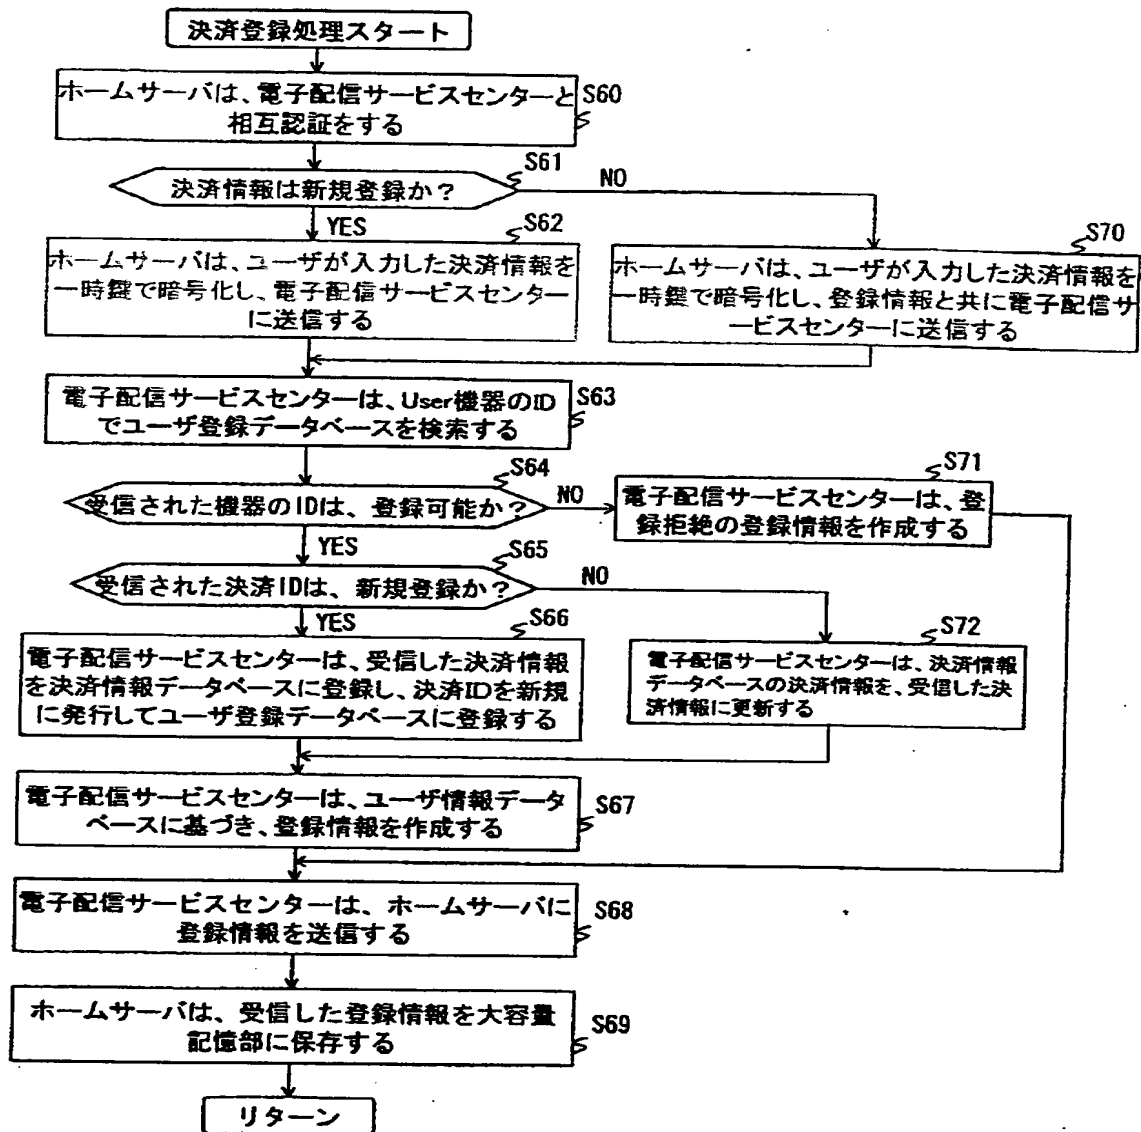 決済登録処理スタート
ホームサーバは、電子配信サービスセンターと
相互認証をする
S60
S61
決済情報は新規登録か?
NO
YES
S62
ホームサーバは、ユーザが入力した決済情報を
一時鍵で暗号化し、電子配信サービスセンター
に送信する
S70
ホームサーバは、ユーザが入力した決済情報を
一時鍵で暗号化し、登録情報と共に電子配信サ
ービスセンターに送信する
電子配信サービスセンターは、User機器のID
でユーザ登録データベースを検索する
S63
S64
受信された機器のIDは、登録可能か?
NO
YES
S71
電子配信サービスセンターは、登
録拒絶の登録情報を作成する
S65
受信された決済IDは、新規登録か?
NO
YES
S66
電子配信サービスセンターは、受信した決済情報
を決済情報データベースに登録し、決済IDを新規
に発行してユーザ登録データベースに登録する
S72
電子配信サービスセンターは、決済情報
データベースの決済情報を、受信した決
済情報に更新する
電子配信サービスセンターは、ユーザ情報データ
ベースに基づき、登録情報を作成する
S67
電子配信サービスセンターは、ホームサーバに
登録情報を送信する
S68
ホームサーバは、受信した登録情報を大容量
記憶部に保存する
S69
リターン